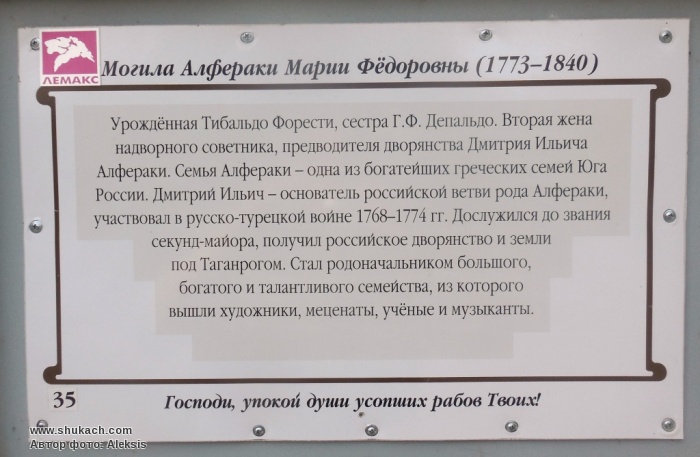 ЛЕМАКС
Могила Алфераки Марии Фёдоровны (1773–1840)
Урождённая Тибальдо Форести, сестра Г.Ф. Депальдо. Вторая жена
надворного советника, предводителя дворянства Дмитрия Ильича
Алфераки. Семья Алфераки – одна из богатейших греческих семей Юга
России. Дмитрий Ильич – основатель российской ветви рода Алфераки,
участвовал в русско-турецкой войне 1768–1774 гг. Дослужился до звания
секунд-майора, получил российское дворянство и земли
под Таганрогом. Стал родоначальником большого,
богатого и талантливого семейства, из которого
вышли художники, меценаты, учёные и музыканты.
35
Господи, упокой души усопших рабов Твоих!
www.shukach.com
Автор фото: Aleksis